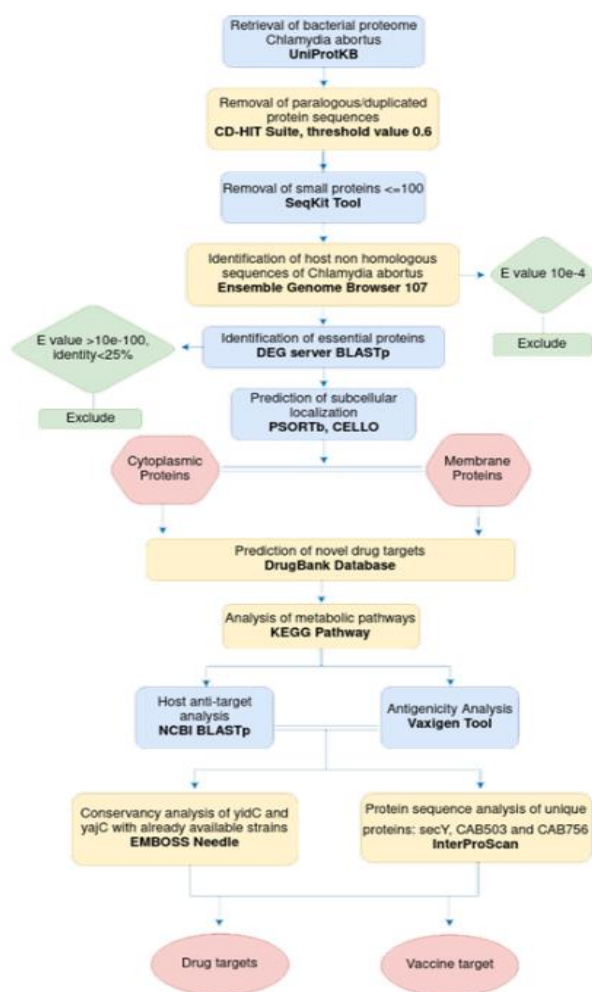 Retrieval of bacterial proteome
Chlamydia abortus
UniProtKB
Removal of paralogous/duplicated
protein sequences
CD-HIT Suite, threshold value 0.6
Removal of small proteins <=100
SeqKit Tool
Identification of host non homologous
sequences of Chlamydia abortus
Ensemble Genome Browser 107
E value 10e-4
Exclude
Identification of essential proteins
DEG server BLASTp
E value >10e-100,
identity<25%
Exclude
Prediction of subcellular
localization
PSORTb, CELLO
Cytoplasmic
Proteins
Membrane
Proteins
Prediction of novel drug targets
DrugBank Database
Analysis of metabolic pathways
KEGG Pathway
Host anti-target
analysis
NCBI BLASTp
Antigenicity Analysis
Vaxigen Tool
Conservancy analysis of yidC and
yajC with already available strains
EMBOSS Needle
Protein sequence analysis of unique
proteins: secY, CAB503 and CAB756
InterProScan
Drug targets
Vaccine target